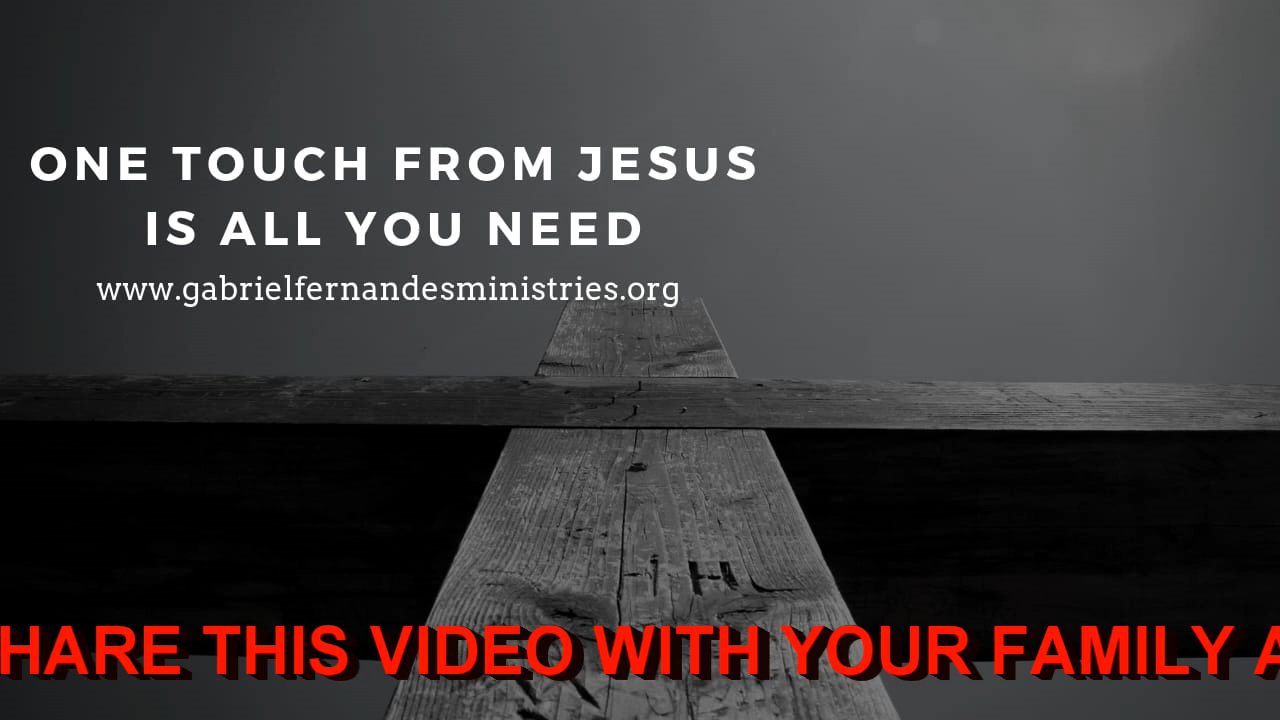 ONE TOUCH FROM JESUS
IS ALL YOU NEED
www.gabrielfernandesministries.org
HARE THIS VIDEO WITH YOUR FAMILY A